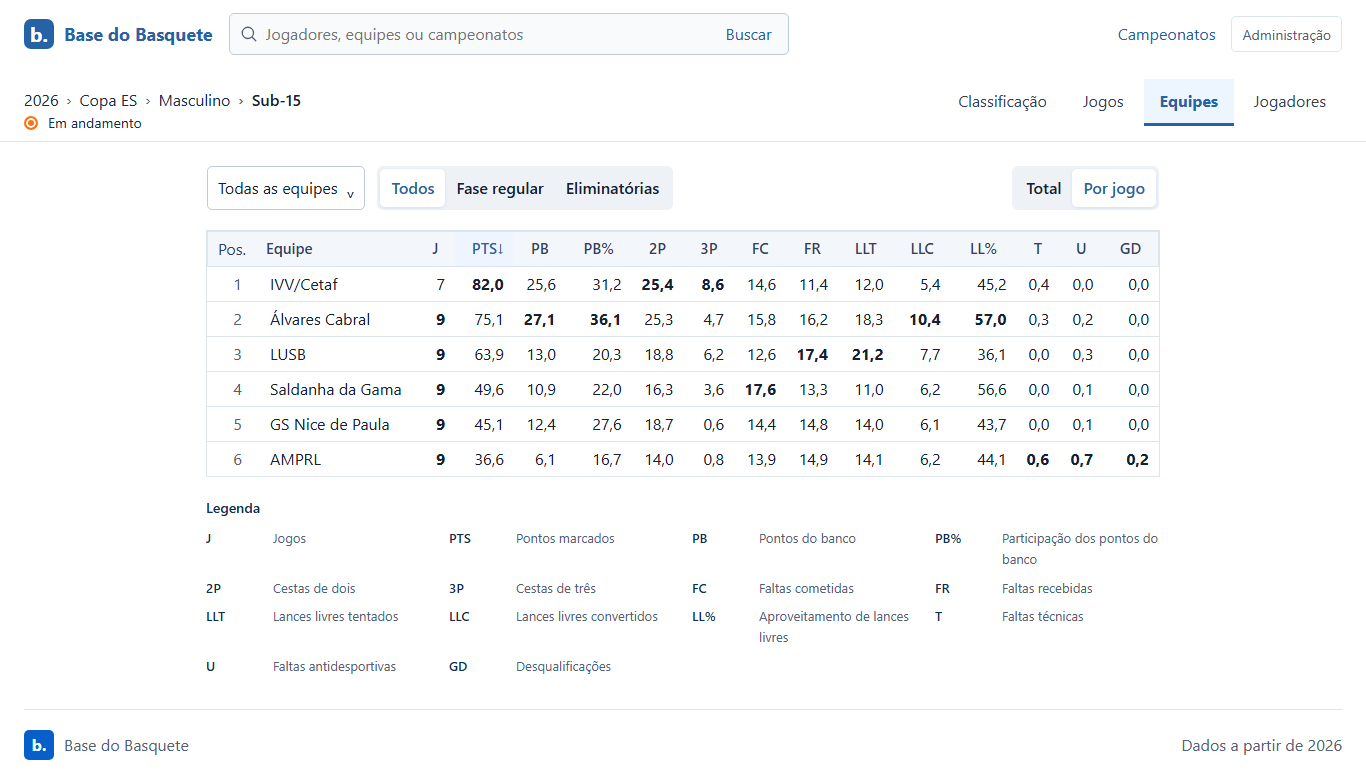 b. Base do Basquete Jogadores, equipes ou campeonatos Buscar Campeonatos Administração
2026 › Copa ES › Masculino › Sub-15 Classificação Jogos Equipes Jogadores
Em andamento
Todas as equipes Todos Fase regular Eliminatórias Total Por jogo
Pos. Equipe J PTS↓ PB PB% 2P 3P FC FR LLT LLC LL% T U GD
1 IVV/Cetaf 7 82,0 25,6 31,2 25,4 8,6 14,6 11,4 12,0 5,4 45,2 0,4 0,0 0,0
2 Álvares Cabral 9 75,1 27,1 36,1 25,3 4,7 15,8 16,2 18,3 10,4 57,0 0,3 0,2 0,0
3 LUSB 9 63,9 13,0 20,3 18,8 6,2 12,6 17,4 21,2 7,7 36,1 0,0 0,3 0,0
4 Saldanha da Gama 9 49,6 10,9 22,0 16,3 3,6 17,6 13,3 11,0 6,2 56,6 0,0 0,1 0,0
5 GS Nice de Paula 9 45,1 12,4 27,6 18,7 0,6 14,4 14,8 14,0 6,1 43,7 0,0 0,1 0,0
6 AMPRL 9 36,6 6,1 16,7 14,0 0,8 13,9 14,9 14,1 6,2 44,1 0,6 0,7 0,2
Legenda
J Jogos PTS Pontos marcados PB Pontos do banco PB% Participação dos pontos do
banco
2P Cestas de dois 3P Cestas de três FC Faltas cometidas FR Faltas recebidas
LLT Lances livres tentados LLC Lances livres convertidos LL% Aproveitamento de lances T Faltas técnicas
livres
U Faltas antidesportivas GD Desqualificações
b. Base do Basquete Dados a partir de 2026